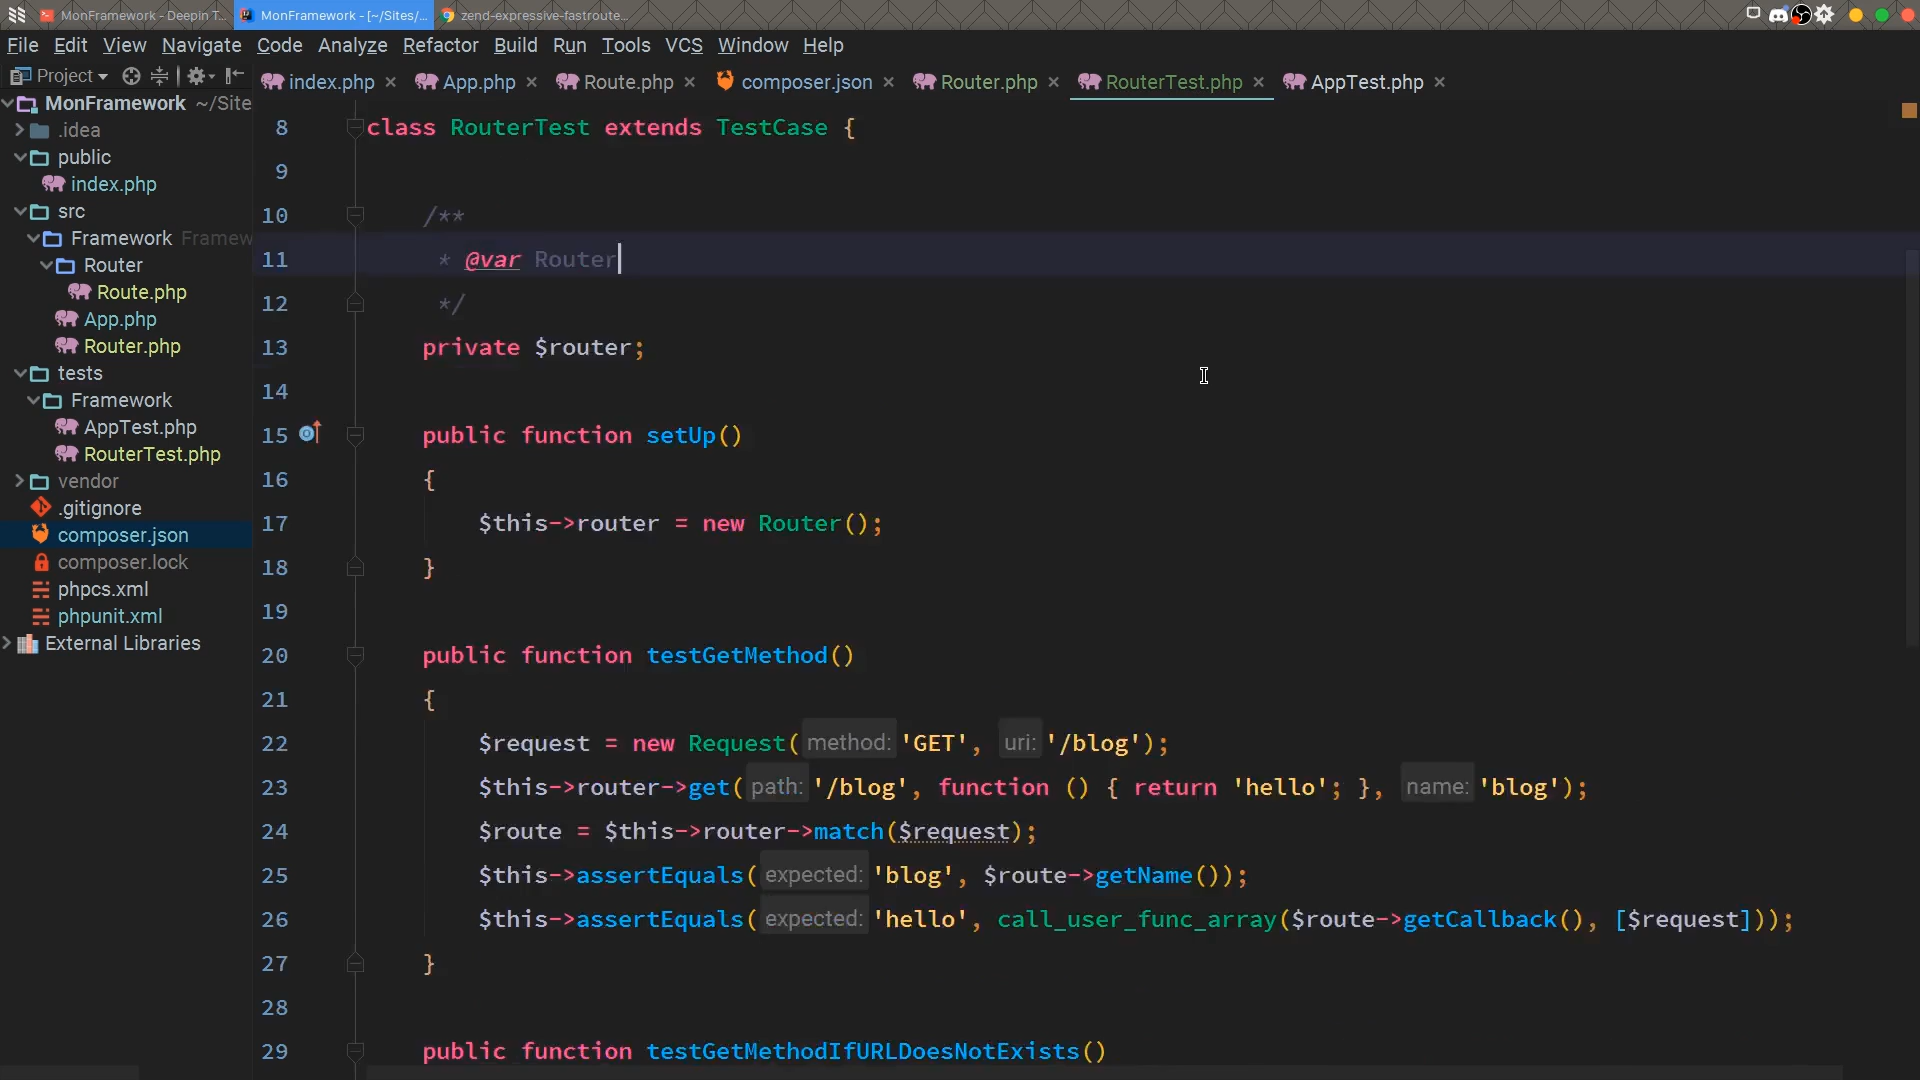 MonFramework - Deepin T...
MonFramework - [~/Sites/...
zend-expressive-fastroute...
File Edit View Navigate Code Analyze Refactor Build Run Tools VCS Window Help
Project
index.php App.php Route.php composer.json Router.php RouterTest.php AppTest.php
MonFramework ~/Site
.idea
public
index.php
src
Framework Framew
Router
Route.php
App.php
Router.php
tests
Framework
AppTest.php
RouterTest.php
vendor
.gitignore
composer.json
composer.lock
phpcs.xml
phpunit.xml
External Libraries
8 class RouterTest extends TestCase {
9
10 /**
11 * @var Router
12 */
13 private $router;
14
15 public function setUp()
16 {
17 $this->router = new Router();
18 }
19
20 public function testGetMethod()
21 {
22 $request = new Request( method: 'GET', uri: '/blog');
23 $this->router->get( path: '/blog', function () { return 'hello'; }, name: 'blog');
24 $route = $this->router->match($request);
25 $this->assertEquals( expected: 'blog', $route->getName());
26 $this->assertEquals( expected: 'hello', call_user_func_array($route->getCallback(), [$request]));
27 }
28
29 public function testGetMethodIfURLDoesNotExists()